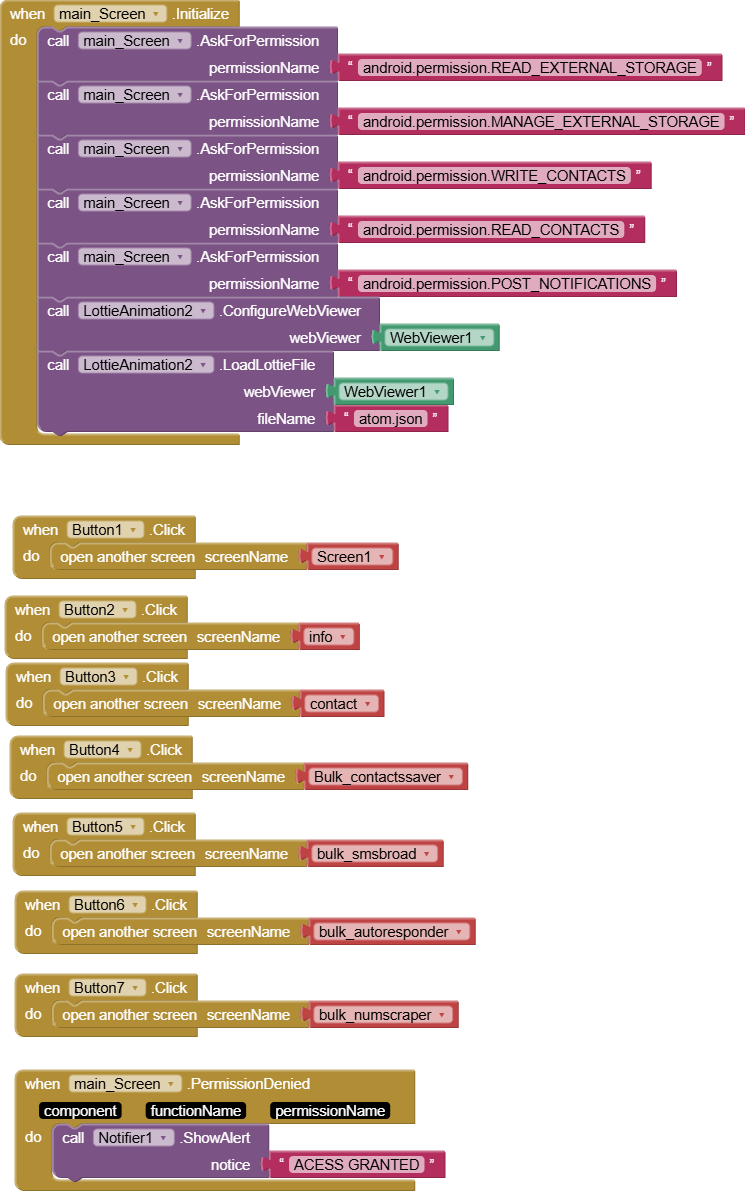 when main_Screen .Initialize
do call main_Screen .AskForPermission
permissionName “ android.permission.READ_EXTERNAL_STORAGE ”
call main_Screen .AskForPermission
permissionName “ android.permission.MANAGE_EXTERNAL_STORAGE ”
call main_Screen .AskForPermission
permissionName “ android.permission.WRITE_CONTACTS ”
call main_Screen .AskForPermission
permissionName “ android.permission.READ_CONTACTS ”
call main_Screen .AskForPermission
permissionName “ android.permission.POST_NOTIFICATIONS ”
call LottieAnimation2 .ConfigureWebViewer
webViewer WebViewer1
call LottieAnimation2 .LoadLottieFile
webViewer WebViewer1
fileName “ atom.json ”
when Button1 .Click
do open another screen screenName Screen1
when Button2 .Click
do open another screen screenName info
when Button3 .Click
do open another screen screenName contact
when Button4 .Click
do open another screen screenName Bulk_contactssaver
when Button5 .Click
do open another screen screenName bulk_smsbroad
when Button6 .Click
do open another screen screenName bulk_autoresponder
when Button7 .Click
do open another screen screenName bulk_numscraper
when main_Screen .PermissionDenied
component functionName permissionName
do call Notifier1 .ShowAlert
notice “ ACESS GRANTED ”